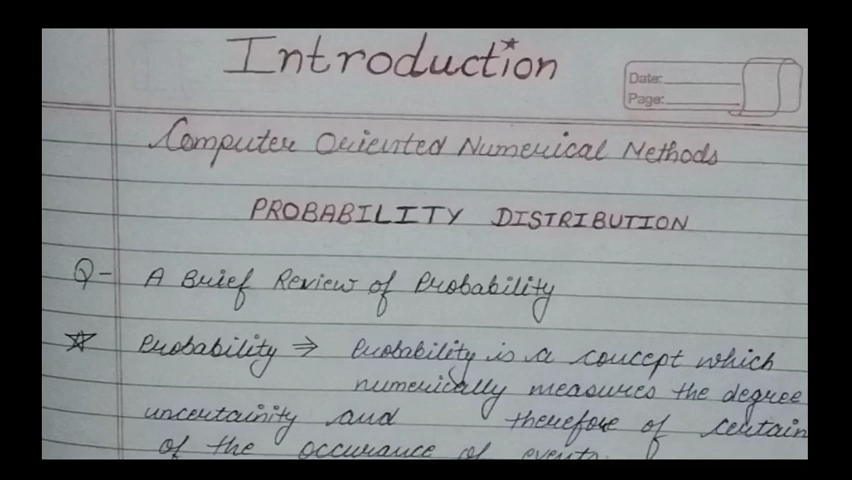 Introduction
Date:
Page:
Computer Oriented Numerical Methods
PROBABILITY DISTRIBUTION
Q- A Brief Review of Probability
☆ Probability ⇒ Probability is a concept which
numerically measures the degree
uncertainity and therefore of certain
of the occurance of events.